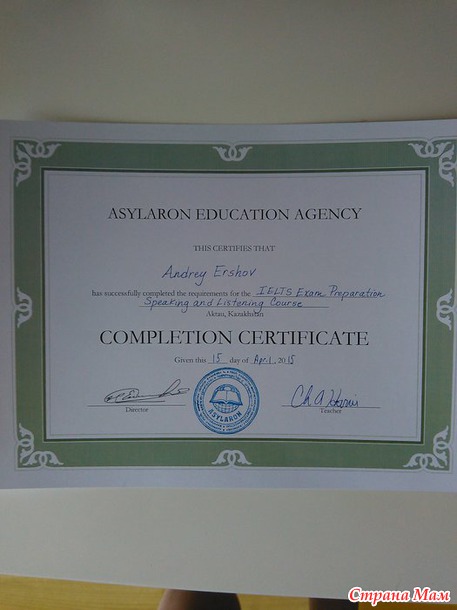 ASYLARON EDUCATION AGENCY
THIS CERTIFIES THAT
Andrey Ershov
has successfully completed the requirements for the IELTS Exam Preparation
Speaking and Listening Course
Aktau, Kazakhstan
COMPLETION CERTIFICATE
Given this 15 day of April, 2015
ASYLARON
Director
Teacher
Страна Мам